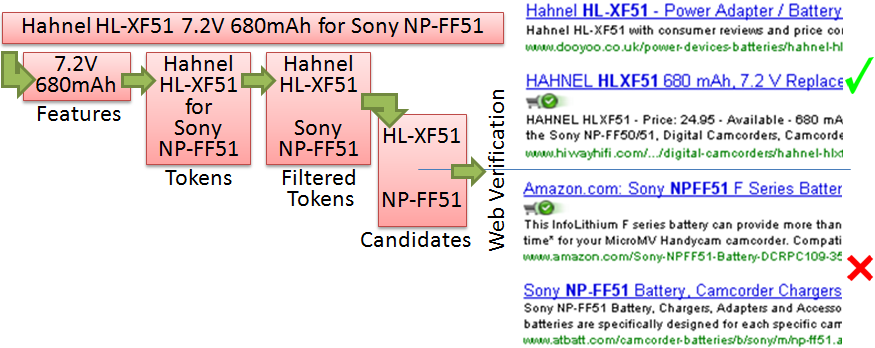 Hahnel HL-XF51 7.2V 680mAh for Sony NP-FF51
7.2V
680mAh
Features
Hahnel
HL-XF51
for
Sony
NP-FF51
Tokens
Hahnel
HL-XF51
Sony
NP-FF51
Filtered
Tokens
HL-XF51
NP-FF51
Candidates
Web Verification
Hahnel HL-XF51 - Power Adapter / Battery
Hahnel HL-XF51 with consumer reviews and price co
www.dooyoo.co.uk/power-devices-batteries/hahnel-hl
HAHNEL HLXF51 680 mAh, 7.2 V Replace
HAHNEL HLXF51 - Price: 24.95 - Available - 680 mA
the Sony NP-FF50/51, Digital Camcorders, Camcorde
www.hiwayhifi.com/.../digital-camcorders/hahnel-hlx
Amazon.com: Sony NPFF51 F Series Batter
This InfoLithium F series battery can provide more than
time* for your MicroMV Handycam camcorder. Compati
www.amazon.com/Sony-NPFF51-Battery-DCRPC109-35
Sony NP-FF51 Battery, Camcorder Chargers
Sony NP-FF51 Battery, Chargers, Adapters and Accesso
batteries are specifically designed for each specific cam
www.atbatt.com/camcorder-batteries/b/sony/m/np-ff51.a